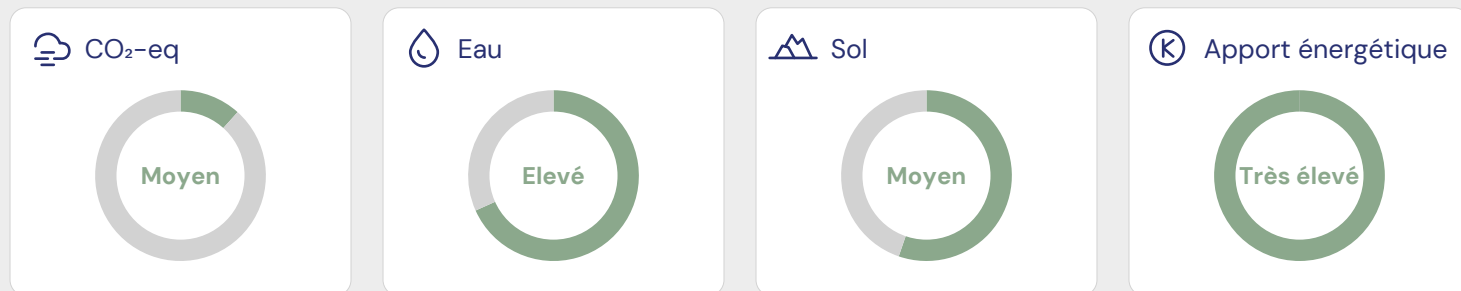 CO₂-eq
Moyen
Eau
Elevé
Sol
Moyen
Apport énergétique
Très élevé